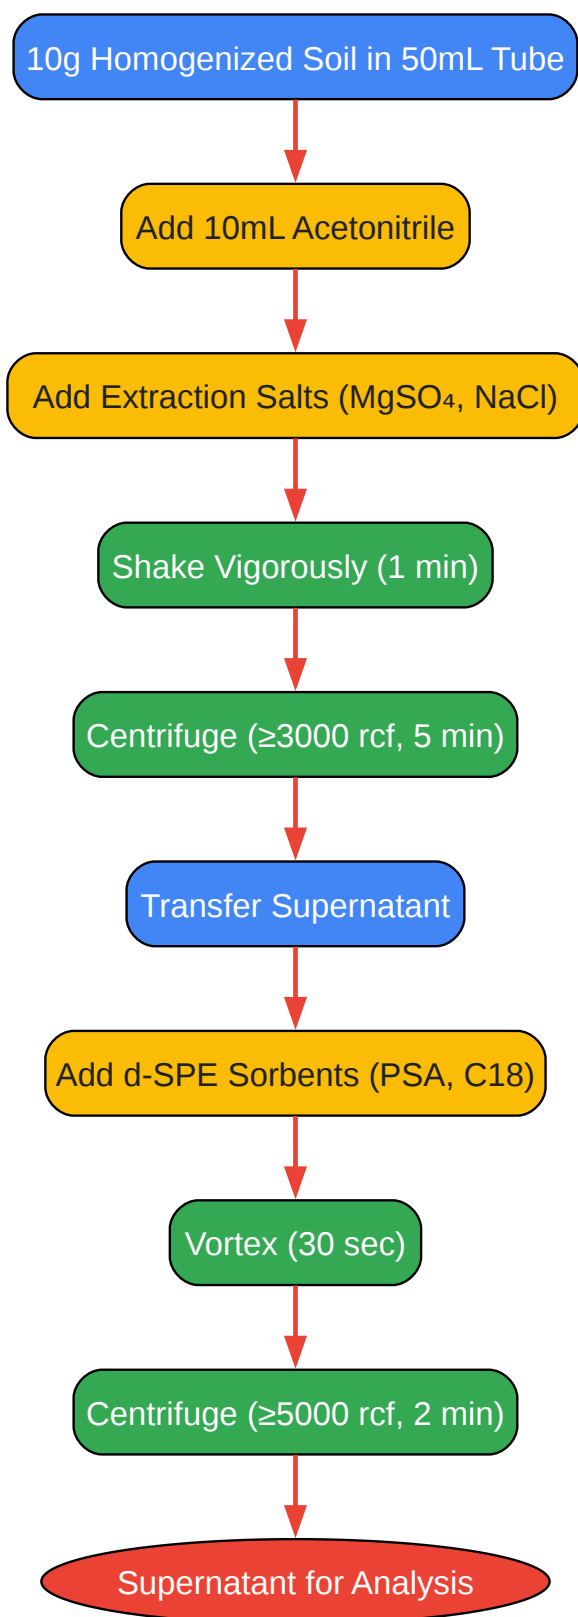 10g Homogenized Soil in 50mL Tube
Add 10mL Acetonitrile
Add Extraction Salts (MgSO₄, NaCl)
Shake Vigorously (1 min)
Centrifuge (≥3000 rcf, 5 min)
Transfer Supernatant
Add d-SPE Sorbents (PSA, C18)
Vortex (30 sec)
Centrifuge (≥5000 rcf, 2 min)
Supernatant for Analysis